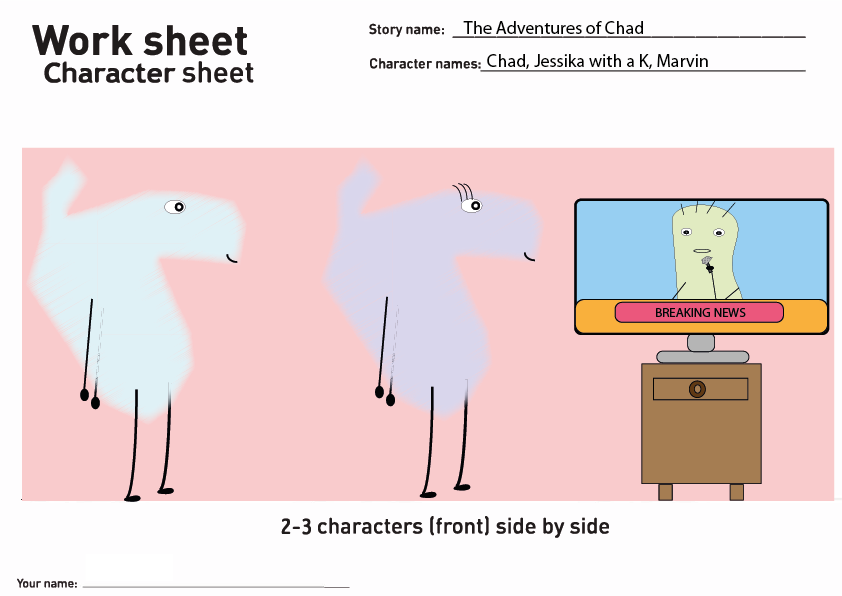 Work sheet
Character sheet
Story name: The Adventures of Chad
Character names: Chad, Jessika with a K, Marvin
BREAKING NEWS
2-3 characters (front) side by side
Your name: